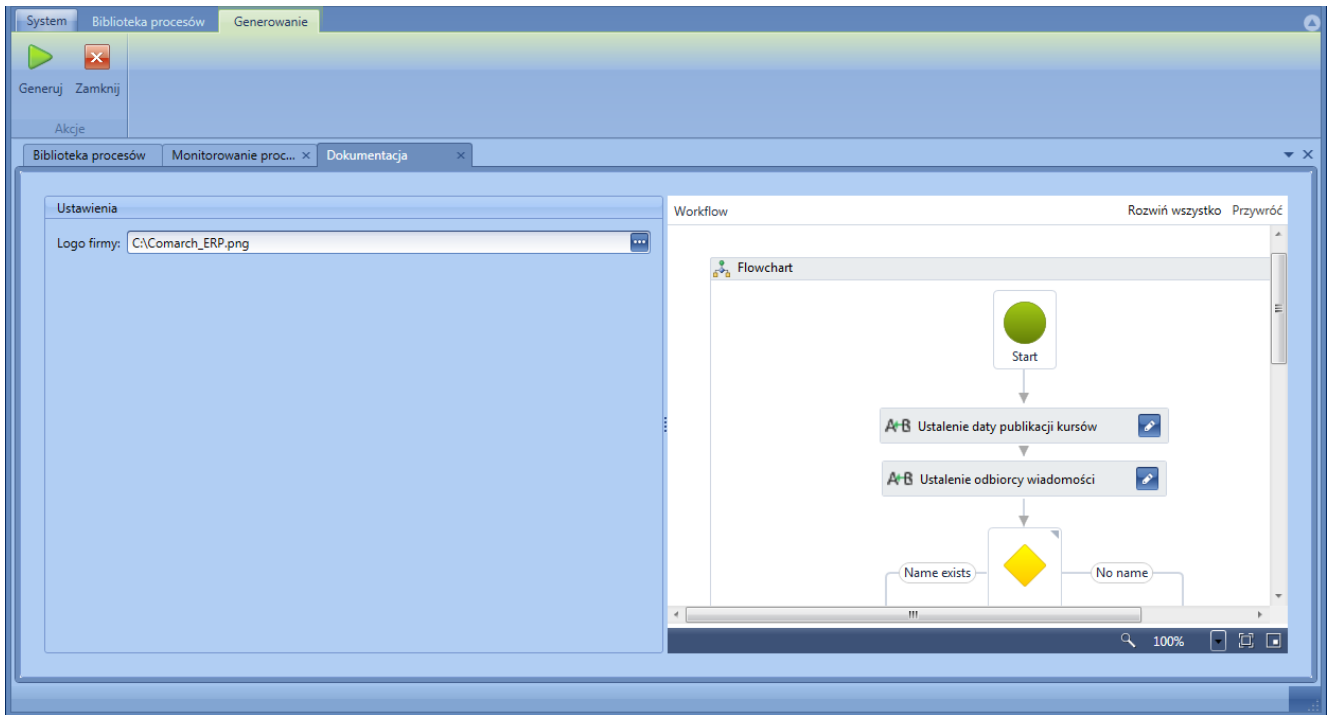 System Biblioteka procesów Generowanie
Generuj Zamknij
Akcje
Biblioteka procesów Monitorowanie proc... Dokumentacja
Ustawienia
Logo firmy: C:\Comarch_ERP.png
Workflow Rozwiń wszystko Przywróć
Flowchart
Start
A+B Ustalenie daty publikacji kursów
A+B Ustalenie odbiorcy wiadomości
Name exists No name
100%